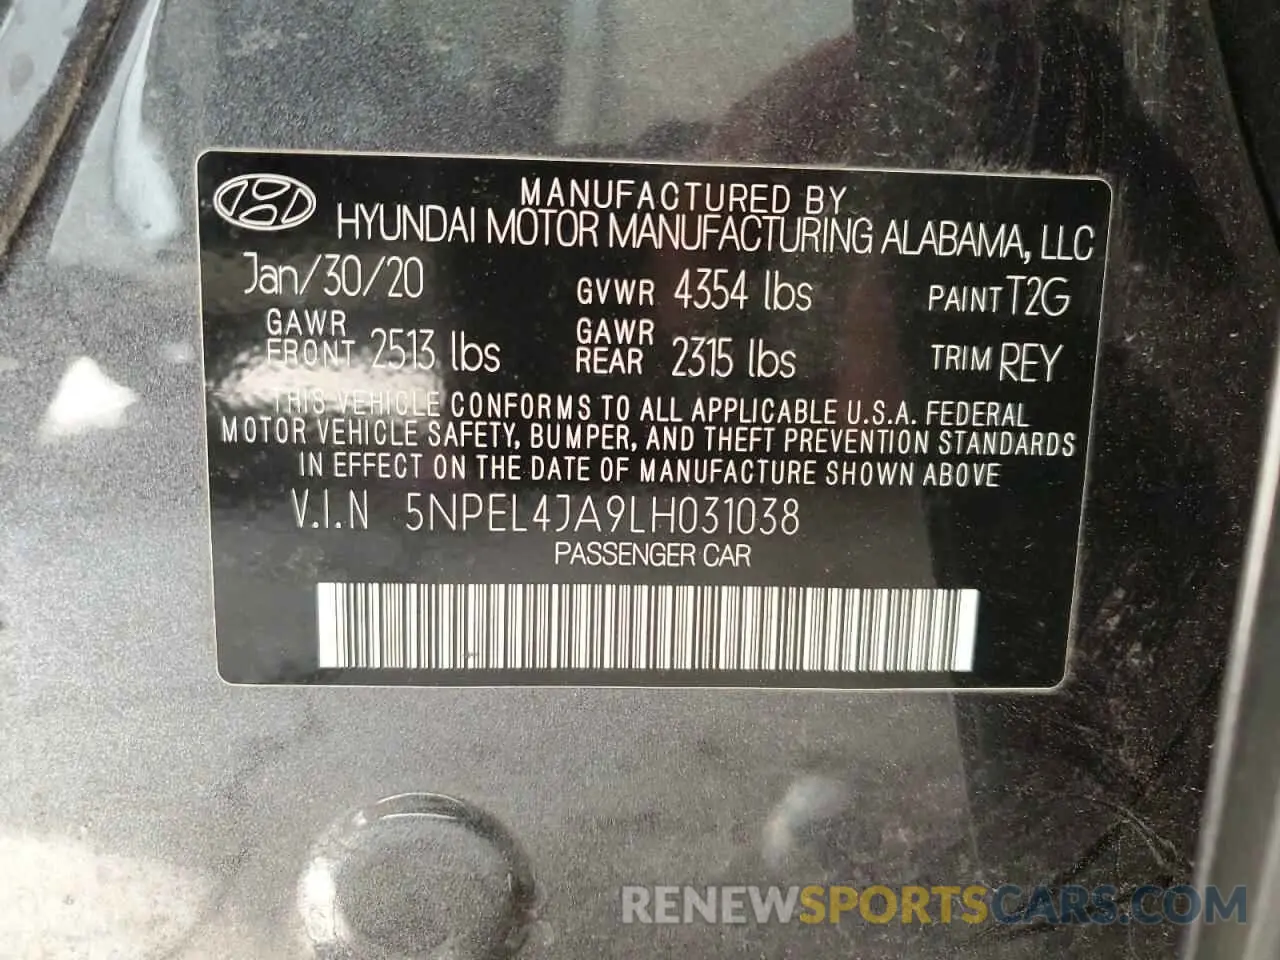 MANUFACTURED BY
HYUNDAI MOTOR MANUFACTURING ALABAMA, LLC
Jan/30/20 GVWR 4354 lbs PAINT T2G
GAWR FRONT 2513 lbs GAWR REAR 2315 lbs TRIM REY
THIS VEHICLE CONFORMS TO ALL APPLICABLE U.S.A. FEDERAL
MOTOR VEHICLE SAFETY, BUMPER, AND THEFT PREVENTION STANDARDS
IN EFFECT ON THE DATE OF MANUFACTURE SHOWN ABOVE
V.I.N 5NPEL4JA9LH031038
PASSENGER CAR
RENEWSPORTSCARS.COM